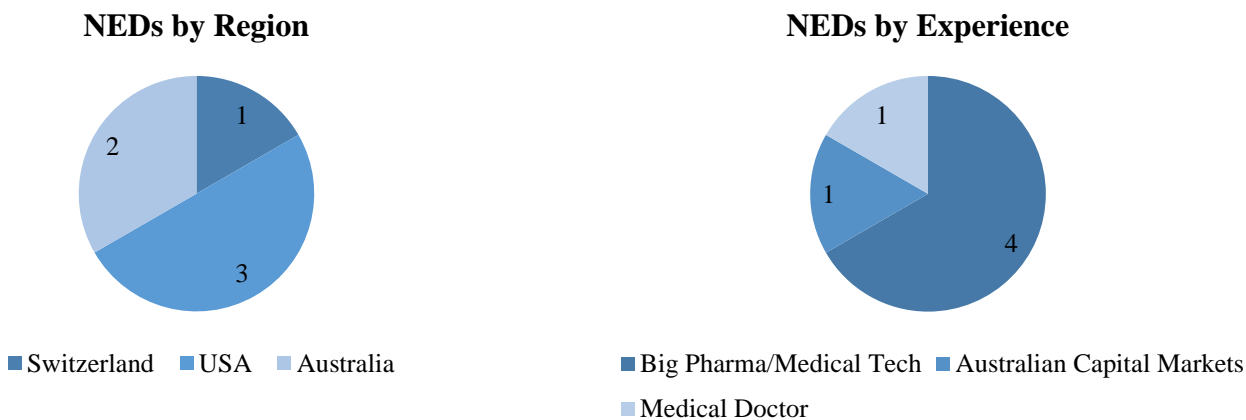 NEDs by Region
1
2
3
Switzerland USA Australia
NEDs by Experience
1
1
4
Big Pharma/Medical Tech Australian Capital Markets
Medical Doctor